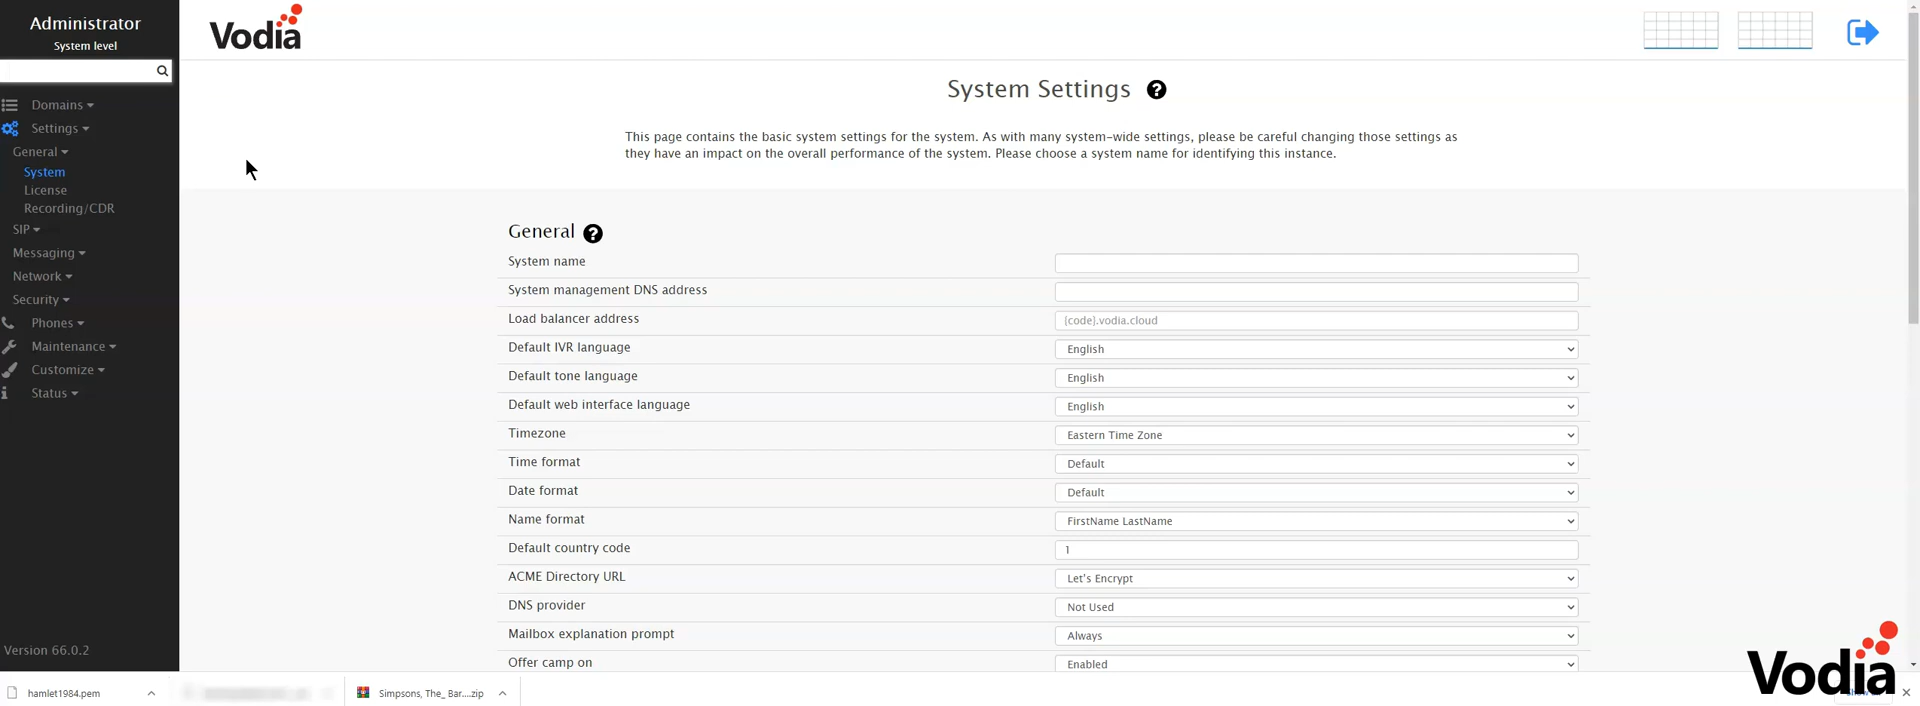 Administrator
System level
Domains
Settings
General
System
License
Recording/CDR
SIP
Messaging
Network
Security
Phones
Maintenance
Customize
Status
Version 66.0.2
Vodia
System Settings
This page contains the basic system settings for the system. As with many system-wide settings, please be careful changing those settings as
they have an impact on the overall performance of the system. Please choose a system name for identifying this instance.
General
System name
System management DNS address
Load balancer address {code}.vodia.cloud
Default IVR language English
Default tone language English
Default web interface language English
Timezone Eastern Time Zone
Time format Default
Date format Default
Name format FirstName LastName
Default country code 1
ACME Directory URL Let's Encrypt
DNS provider Not Used
Mailbox explanation prompt Always
Offer camp on Enabled
Vodia
hamlet1984.pem
Simpsons, The_ Bar....zip